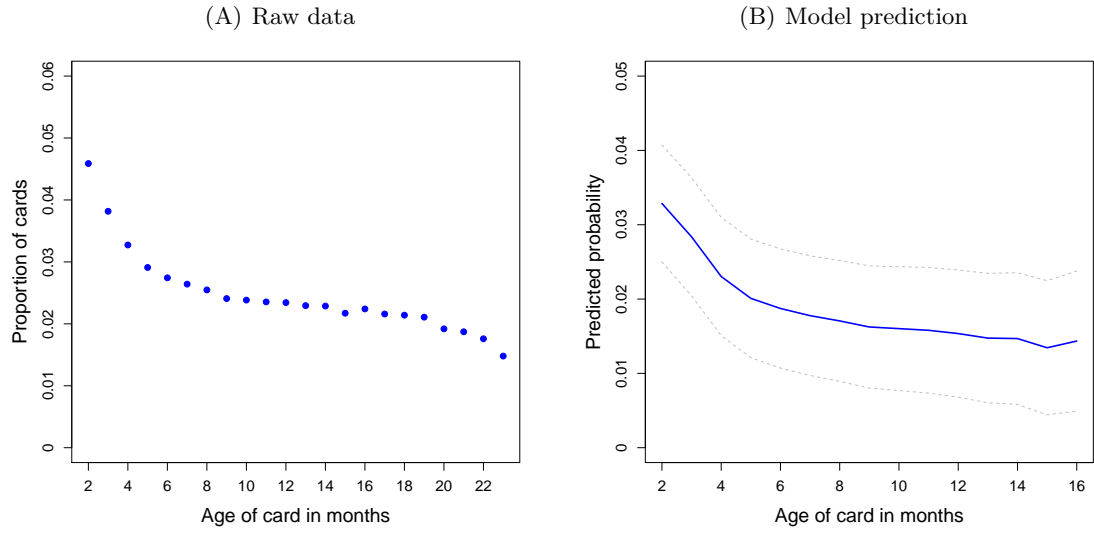 (A) Raw data
0.06
0.05
0.04
0.03
0.02
0.01
0
Proportion of cards
2 4 6 8 10 12 14 16 18 20 22
Age of card in months
(B) Model prediction
0.05
0.04
0.03
0.02
0.01
0
Predicted probability
2 4 6 8 10 12 14 16
Age of card in months